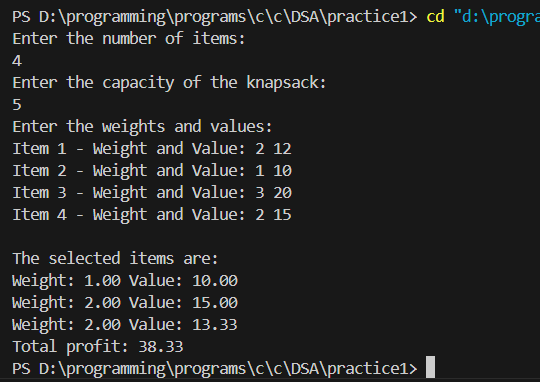 PS D:\programming\programs\c\c\DSA\practice1> cd "d:\progra
Enter the number of items:
4
Enter the capacity of the knapsack:
5
Enter the weights and values:
Item 1 - Weight and Value: 2 12
Item 2 - Weight and Value: 1 10
Item 3 - Weight and Value: 3 20
Item 4 - Weight and Value: 2 15
The selected items are:
Weight: 1.00 Value: 10.00
Weight: 2.00 Value: 15.00
Weight: 2.00 Value: 13.33
Total profit: 38.33
PS D:\programming\programs\c\c\DSA\practice1>